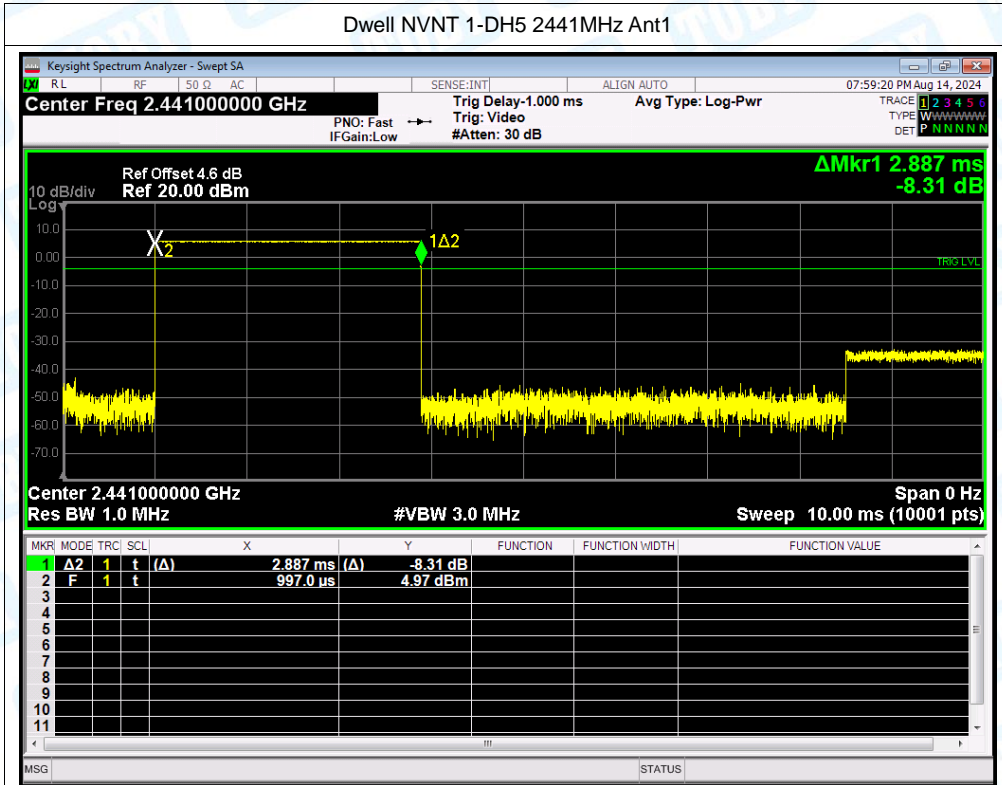 Dwell NVNT 1-DH5 2441MHz Ant1
Keysight Spectrum Analyzer - Swept SA
LXI RL RF 50 Ω AC SENSE:INT ALIGN AUTO 07:59:20 PM Aug 14, 2024
Center Freq 2.441000000 GHz Trig Delay-1.000 ms Avg Type: Log-Pwr TRACE 1 2 3 4 5 6
PNO: Fast Trig: Video TYPE WWWWWW
IFGain:Low #Atten: 30 dB DET P N N N N N
ΔMkr1 2.887 ms
Ref Offset 4.6 dB
10 dB/div Ref 20.00 dBm -8.31 dB
Log
10.0
X2 1Δ2
0.00
TRIG LVL
-10.0
-20.0
-30.0
-40.0
-50.0
-60.0
-70.0
Center 2.441000000 GHz Span 0 Hz
Res BW 1.0 MHz #VBW 3.0 MHz Sweep 10.00 ms (10001 pts)
MKR MODE TRC SCL X Y FUNCTION FUNCTION WIDTH FUNCTION VALUE
1 Δ2 1 t (Δ) 2.887 ms (Δ) -8.31 dB
2 F 1 t 997.0 µs 4.97 dBm
3
4
5
6
7
8
9
10
11
MSG STATUS